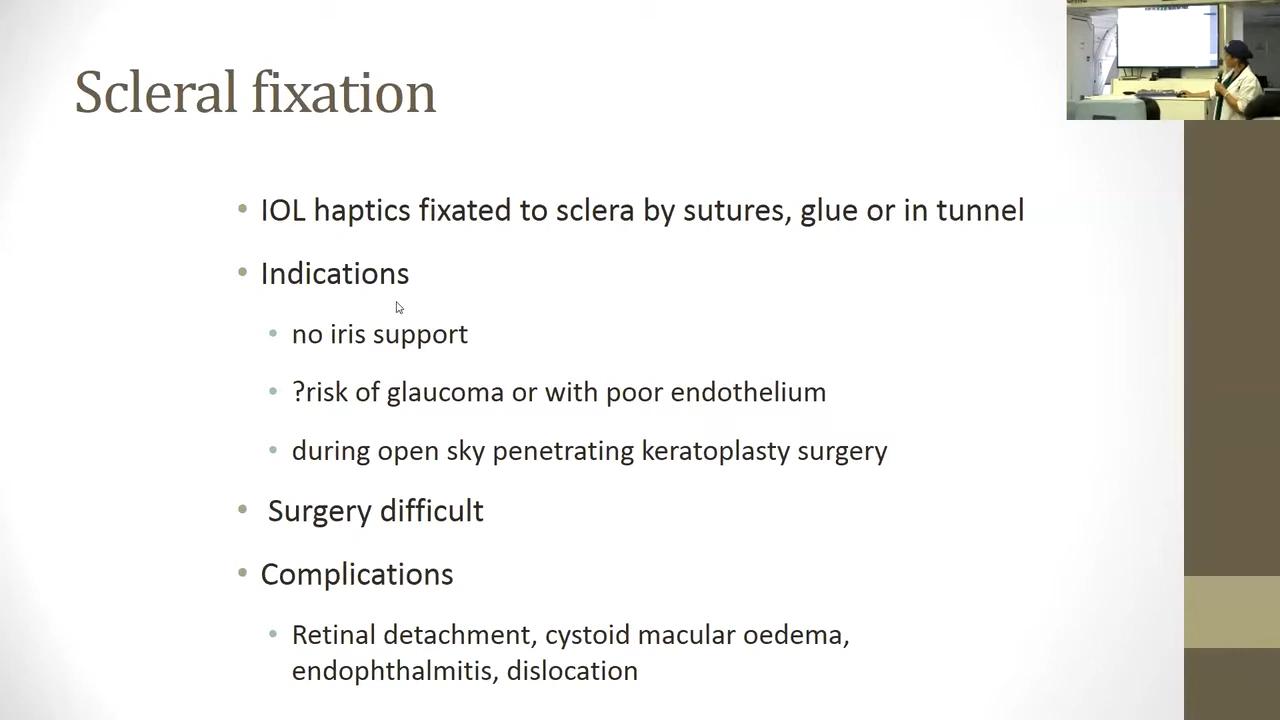 Scleral fixation
• IOL haptics fixated to sclera by sutures, glue or in tunnel
• Indications
• no iris support
• ?risk of glaucoma or with poor endothelium
• during open sky penetrating keratoplasty surgery
• Surgery difficult
• Complications
• Retinal detachment, cystoid macular oedema,
endophthalmitis, dislocation